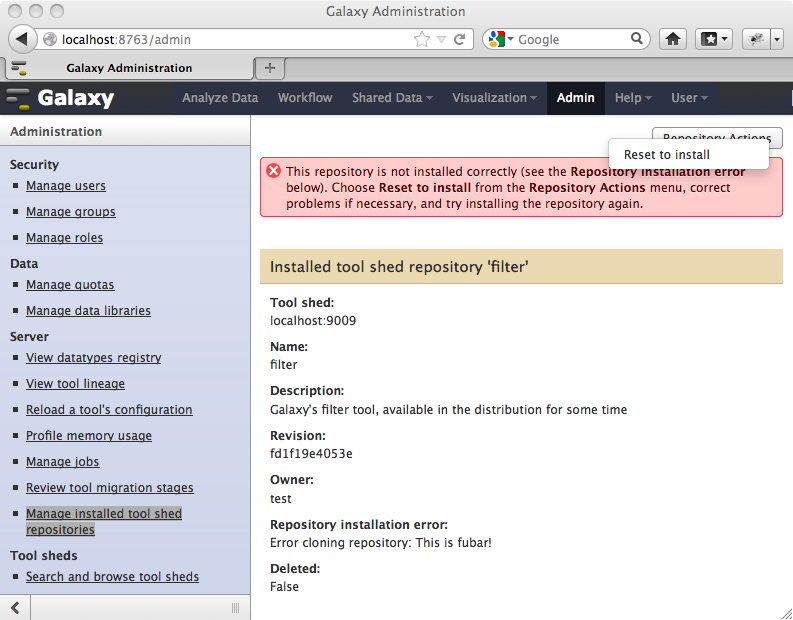 Galaxy Administration
localhost:8763/admin
Google
Galaxy Administration
Galaxy
Analyze Data
Workflow
Shared Data
Visualization
Admin
Help
User
Administration
Security
Manage users
Manage groups
Manage roles
Data
Manage quotas
Manage data libraries
Server
View datatypes registry
View tool lineage
Reload a tool's configuration
Profile memory usage
Manage jobs
Review tool migration stages
Manage installed tool shed
repositories
Tool sheds
Search and browse tool sheds
Repository Actions
Reset to install
This repository is not installed correctly (see the Repository installation error
below). Choose Reset to install from the Repository Actions menu, correct
problems if necessary, and try installing the repository again.
Installed tool shed repository 'filter'
Tool shed:
localhost:9009
Name:
filter
Description:
Galaxy's filter tool, available in the distribution for some time
Revision:
fd1f19e4053e
Owner:
test
Repository installation error:
Error cloning repository: This is fubar!
Deleted:
False